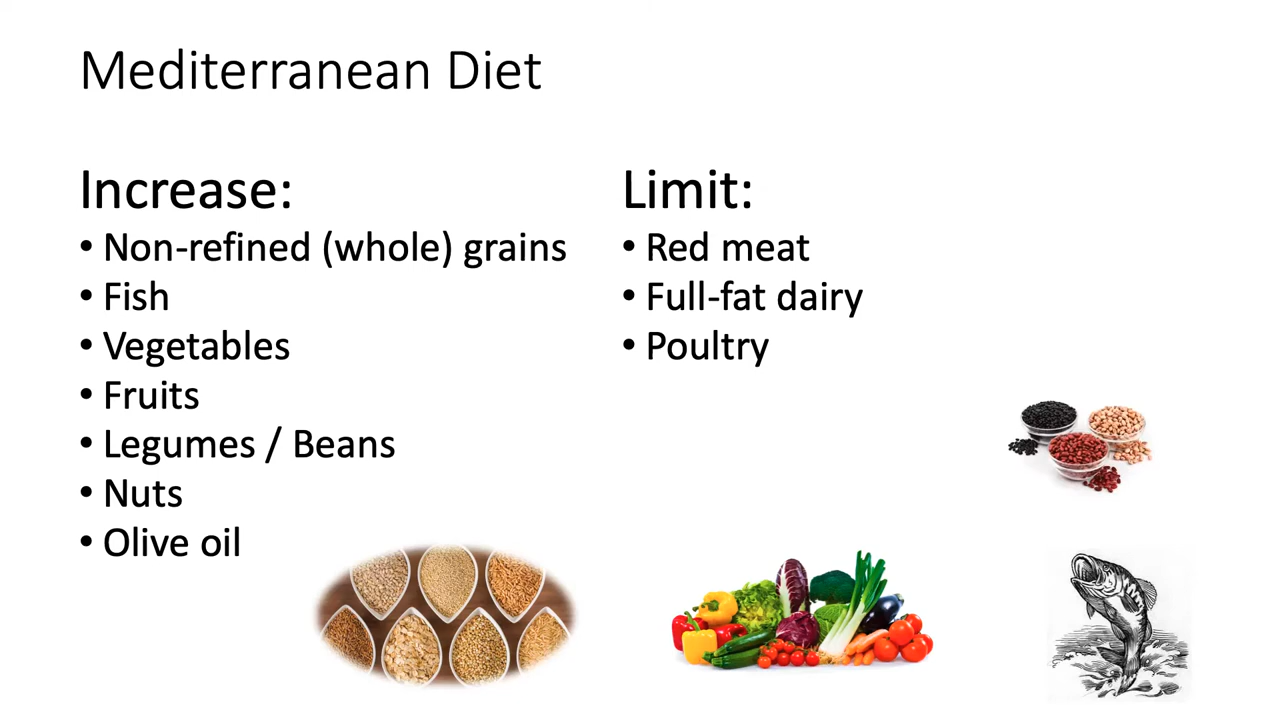 Mediterranean Diet
Increase:
• Non-refined (whole) grains
• Fish
• Vegetables
• Fruits
• Legumes / Beans
• Nuts
• Olive oil
Limit:
• Red meat
• Full-fat dairy
• Poultry